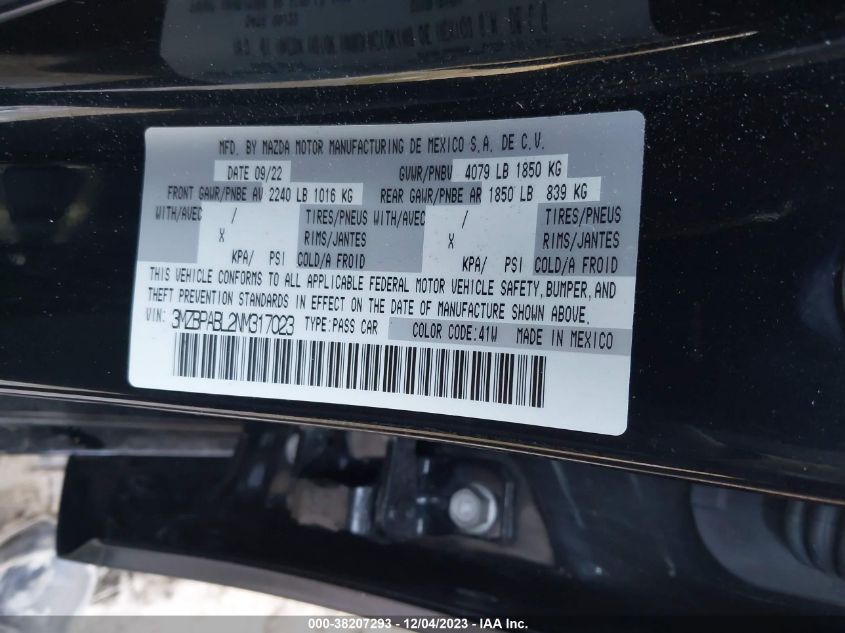 MFD. BY MAZDA MOTOR MANUFACTURING DE MEXICO S.A. DE C.V.
DATE 09/22 GVWR/PNBV 4079 LB 1850 KG
FRONT GAWR/PNBE AV 2240 LB 1016 KG REAR GAWR/PNBE AR 1850 LB 839 KG
WITH/AVEC / TIRES/PNEUS WITH/AVEC / TIRES/PNEUS
X RIMS/JANTES X RIMS/JANTES
KPA/ PSI COLD/A FROID KPA/ PSI COLD/A FROID
THIS VEHICLE CONFORMS TO ALL APPLICABLE FEDERAL MOTOR VEHICLE SAFETY, BUMPER, AND
THEFT PREVENTION STANDARDS IN EFFECT ON THE DATE OF MANUFACTURE SHOWN ABOVE.
VIN: 3MZBPABL2NM317023 TYPE:PASS CAR COLOR CODE:41W MADE IN MEXICO
000-38207293 - 12/04/2023 - IAA Inc.